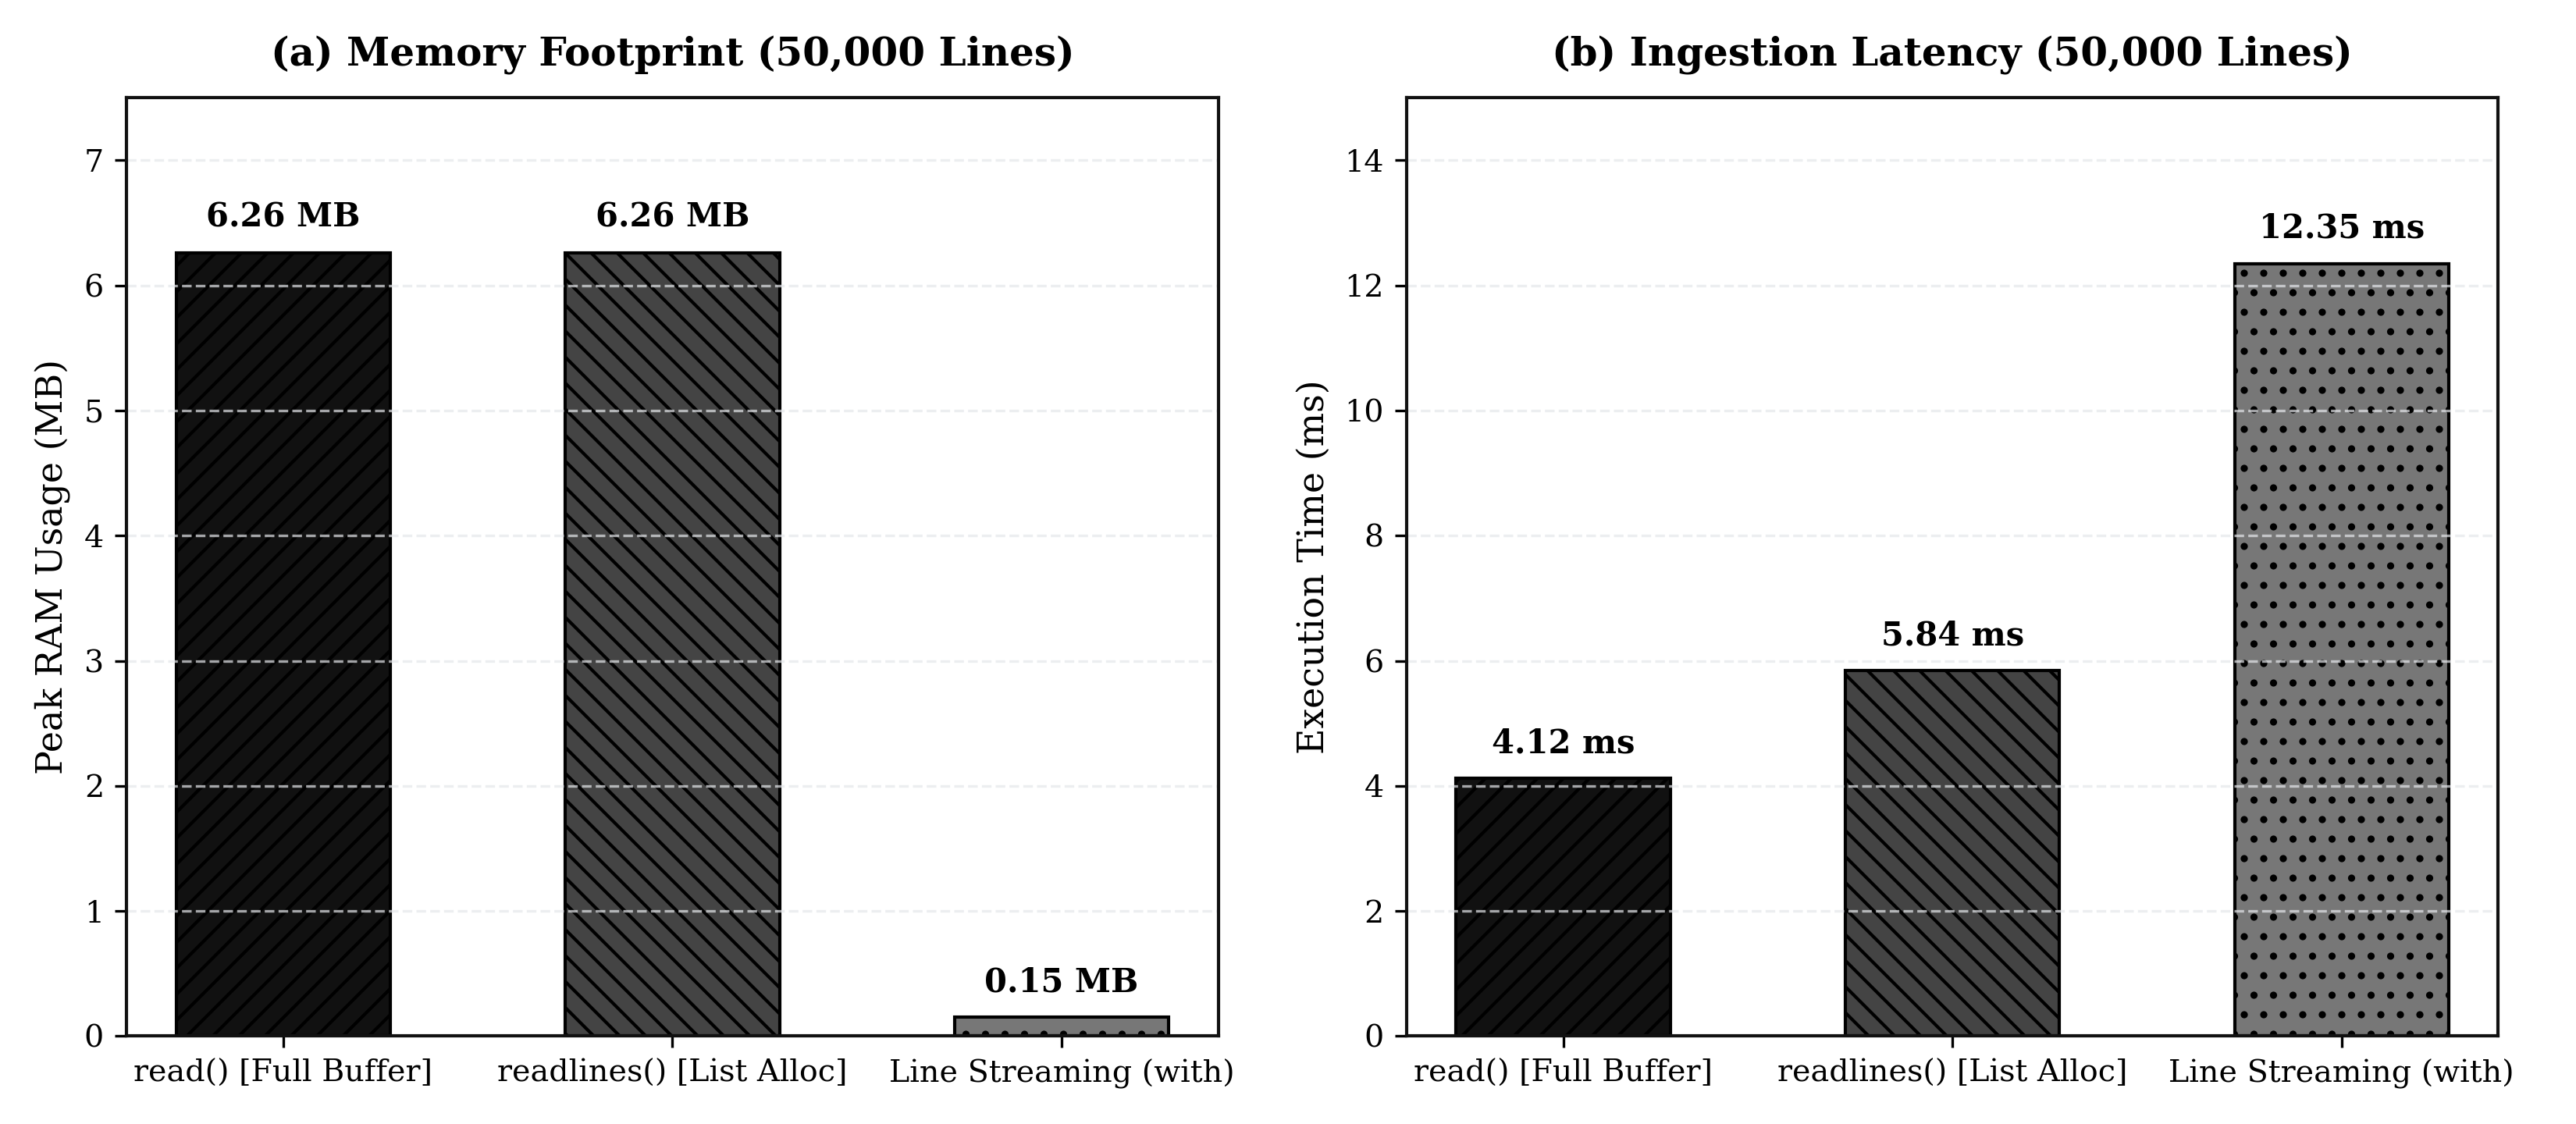 (a) Memory Footprint (50,000 Lines)
Peak RAM Usage (MB)
7
6
5
4
3
2
1
0
6.26 MB
6.26 MB
0.15 MB
read() [Full Buffer]
readlines() [List Alloc]
Line Streaming (with)
(b) Ingestion Latency (50,000 Lines)
Execution Time (ms)
14
12
10
8
6
4
2
0
4.12 ms
5.84 ms
12.35 ms
read() [Full Buffer]
readlines() [List Alloc]
Line Streaming (with)